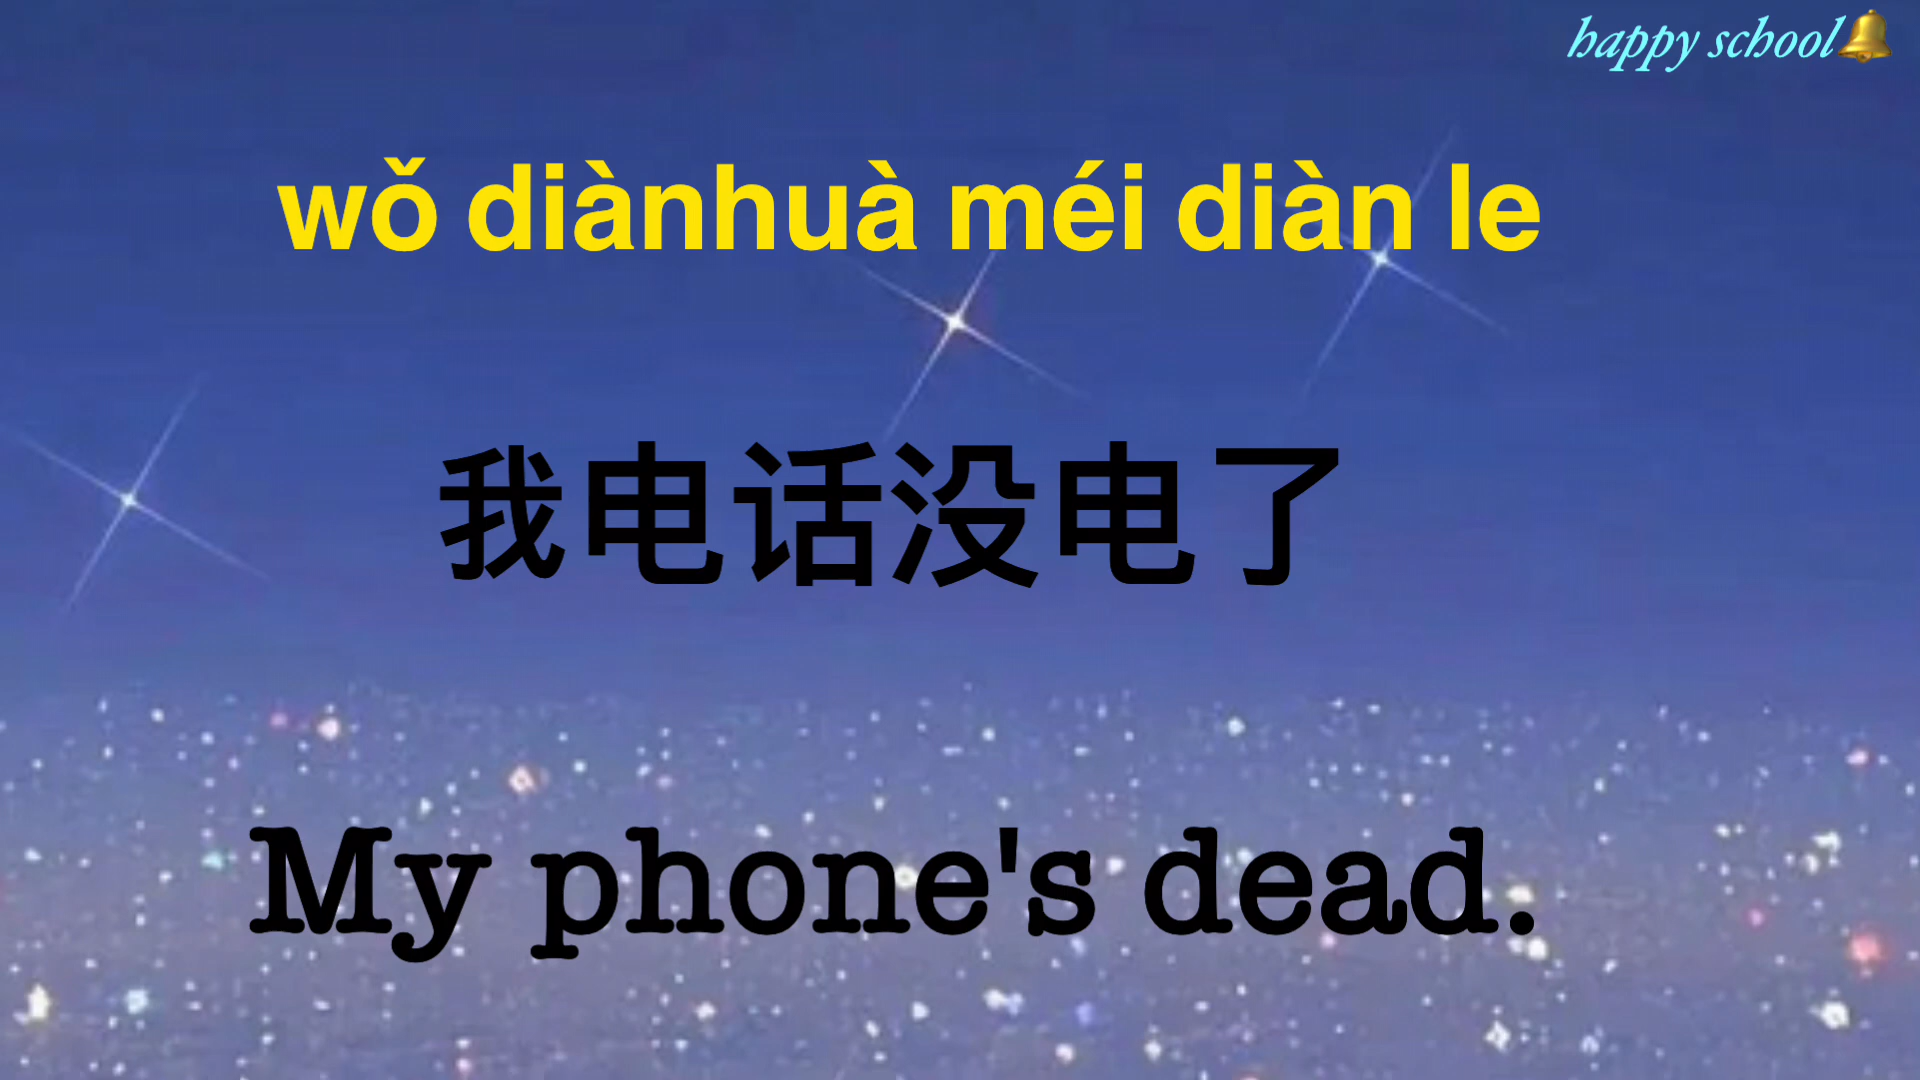 happy school🔔
wǒ diànhuà méi diàn le
我电话没电了
My phone's dead.